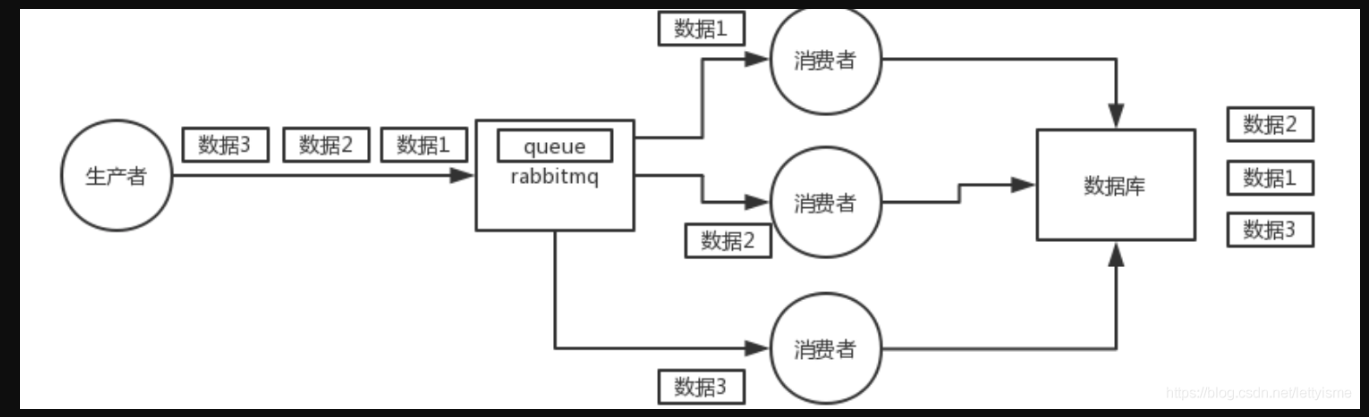 数据1
消费者
数据3
数据2
数据1
生产者
queue
rabbitmq
数据2
消费者
数据库
数据2
数据1
数据3
消费者
数据3
https://blog.csdn.net/lettyisme